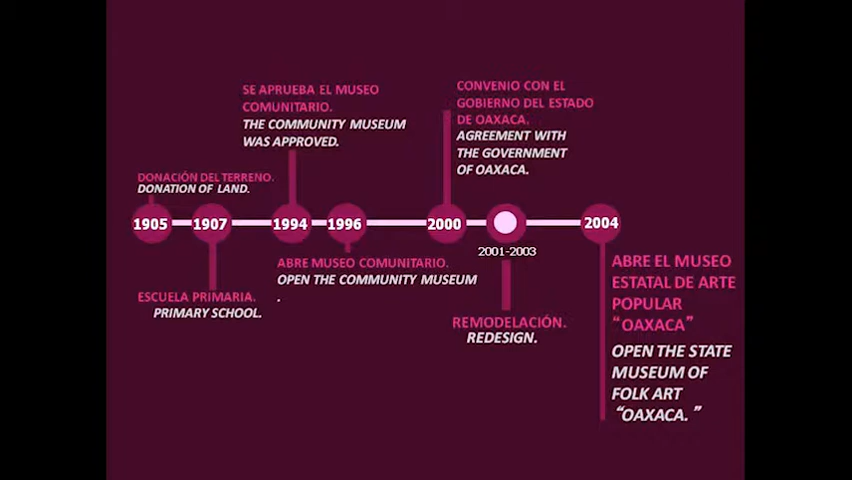 SE APRUEBA EL MUSEO
COMUNITARIO.
THE COMMUNITY MUSEUM
WAS APPROVED.
CONVENIO CON EL
GOBIERNO DEL ESTADO
DE OAXACA.
AGREEMENT WITH
THE GOVERNMENT
OF OAXACA.
DONACIÓN DEL TERRENO.
DONATION OF LAND.
1905
1907
1994
1996
2000
2001-2003
2004
ESCUELA PRIMARIA.
PRIMARY SCHOOL.
ABRE MUSEO COMUNITARIO.
OPEN THE COMMUNITY MUSEUM
.
REMODELACIÓN.
REDESIGN.
ABRE EL MUSEO
ESTATAL DE ARTE
POPULAR
“OAXACA”
OPEN THE STATE
MUSEUM OF
FOLK ART
“OAXACA.”